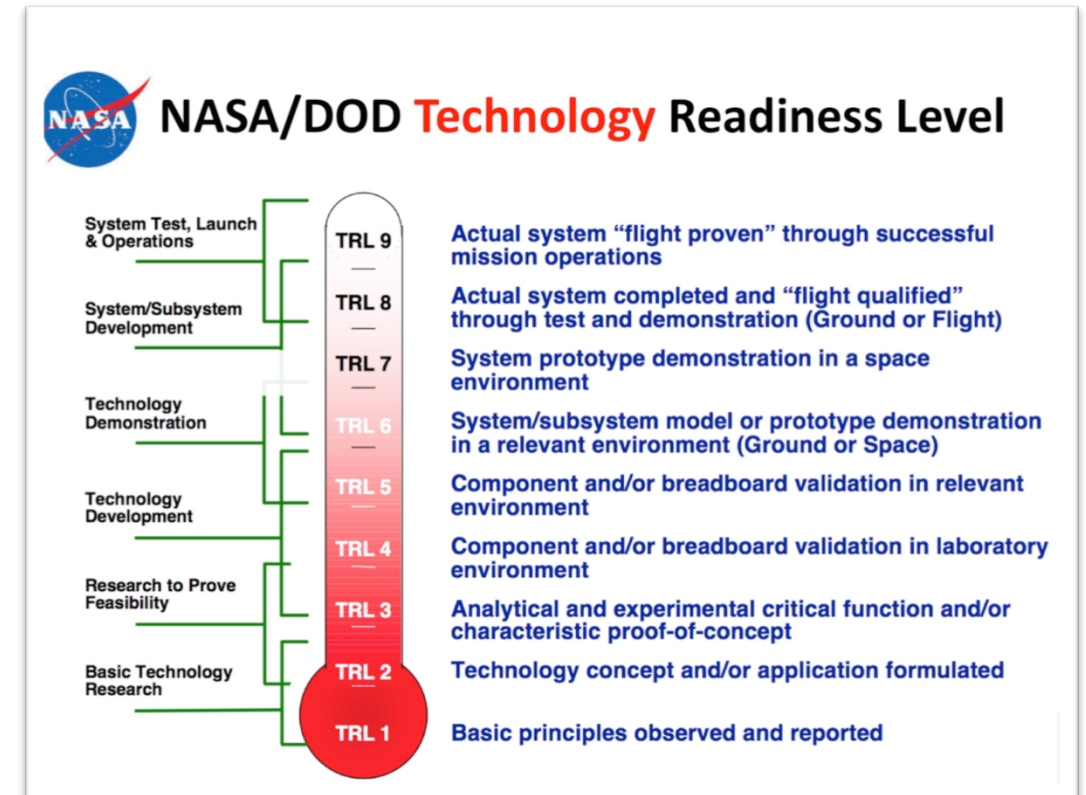 NASA
NASA/DOD Technology Readiness Level
System Test, Launch
& Operations
System/Subsystem
Development
Technology
Demonstration
Technology
Development
Research to Prove
Feasibility
Basic Technology
Research
TRL 9
TRL 8
TRL 7
TRL 6
TRL 5
TRL 4
TRL 3
TRL 2
TRL 1
Actual system “flight proven” through successful
mission operations
Actual system completed and “flight qualified”
through test and demonstration (Ground or Flight)
System prototype demonstration in a space
environment
System/subsystem model or prototype demonstration
in a relevant environment (Ground or Space)
Component and/or breadboard validation in relevant
environment
Component and/or breadboard validation in laboratory
environment
Analytical and experimental critical function and/or
characteristic proof-of-concept
Technology concept and/or application formulated
Basic principles observed and reported